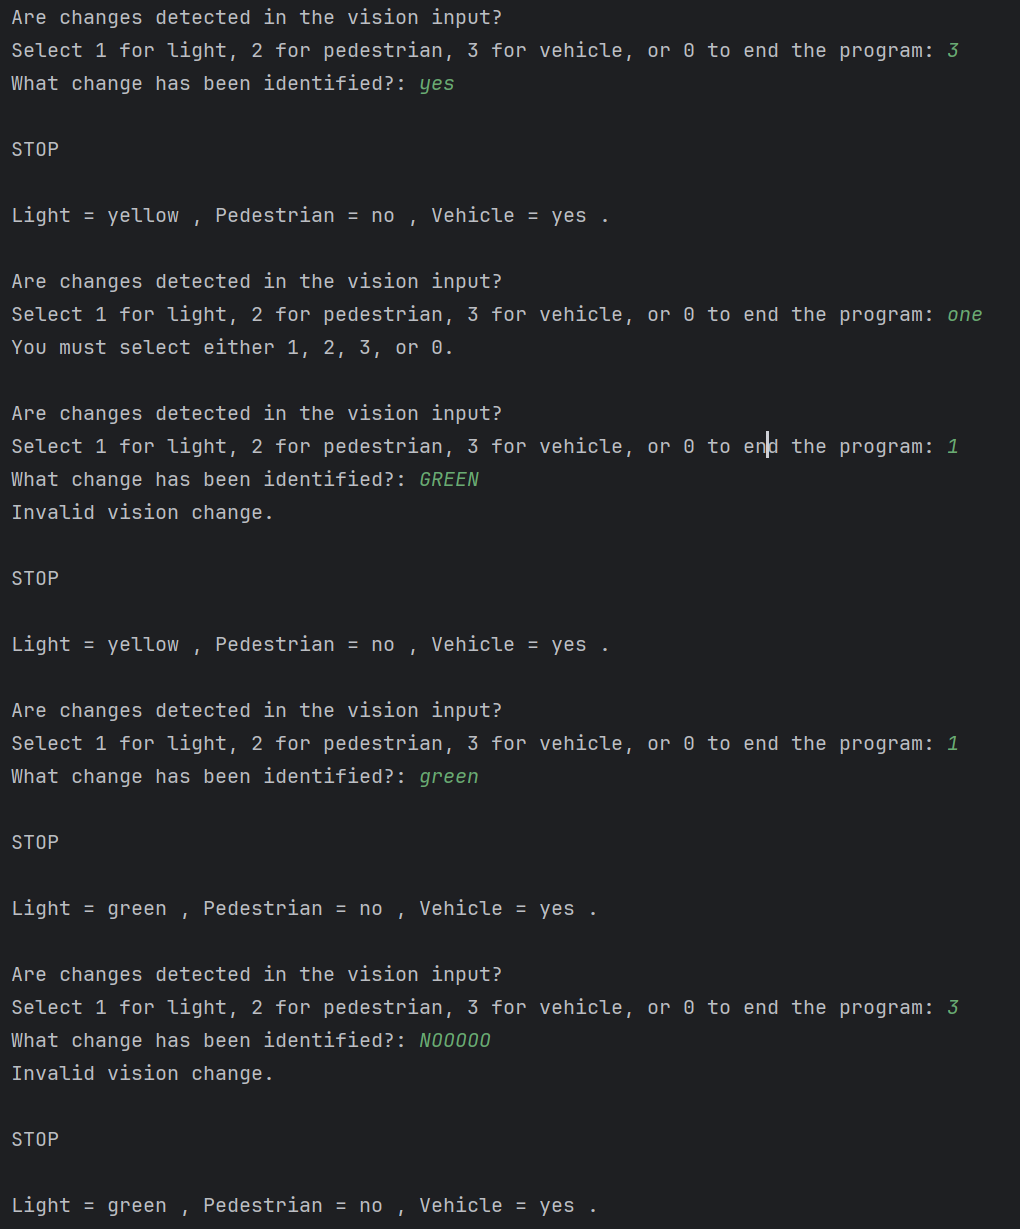 Are changes detected in the vision input?
Select 1 for light, 2 for pedestrian, 3 for vehicle, or 0 to end the program: 3
What change has been identified?: yes
STOP
Light = yellow , Pedestrian = no , Vehicle = yes .
Are changes detected in the vision input?
Select 1 for light, 2 for pedestrian, 3 for vehicle, or 0 to end the program: one
You must select either 1, 2, 3, or 0.
Are changes detected in the vision input?
Select 1 for light, 2 for pedestrian, 3 for vehicle, or 0 to end the program: 1
What change has been identified?: GREEN
Invalid vision change.
STOP
Light = yellow , Pedestrian = no , Vehicle = yes .
Are changes detected in the vision input?
Select 1 for light, 2 for pedestrian, 3 for vehicle, or 0 to end the program: 1
What change has been identified?: green
STOP
Light = green , Pedestrian = no , Vehicle = yes .
Are changes detected in the vision input?
Select 1 for light, 2 for pedestrian, 3 for vehicle, or 0 to end the program: 3
What change has been identified?: NOOOOO
Invalid vision change.
STOP
Light = green , Pedestrian = no , Vehicle = yes .